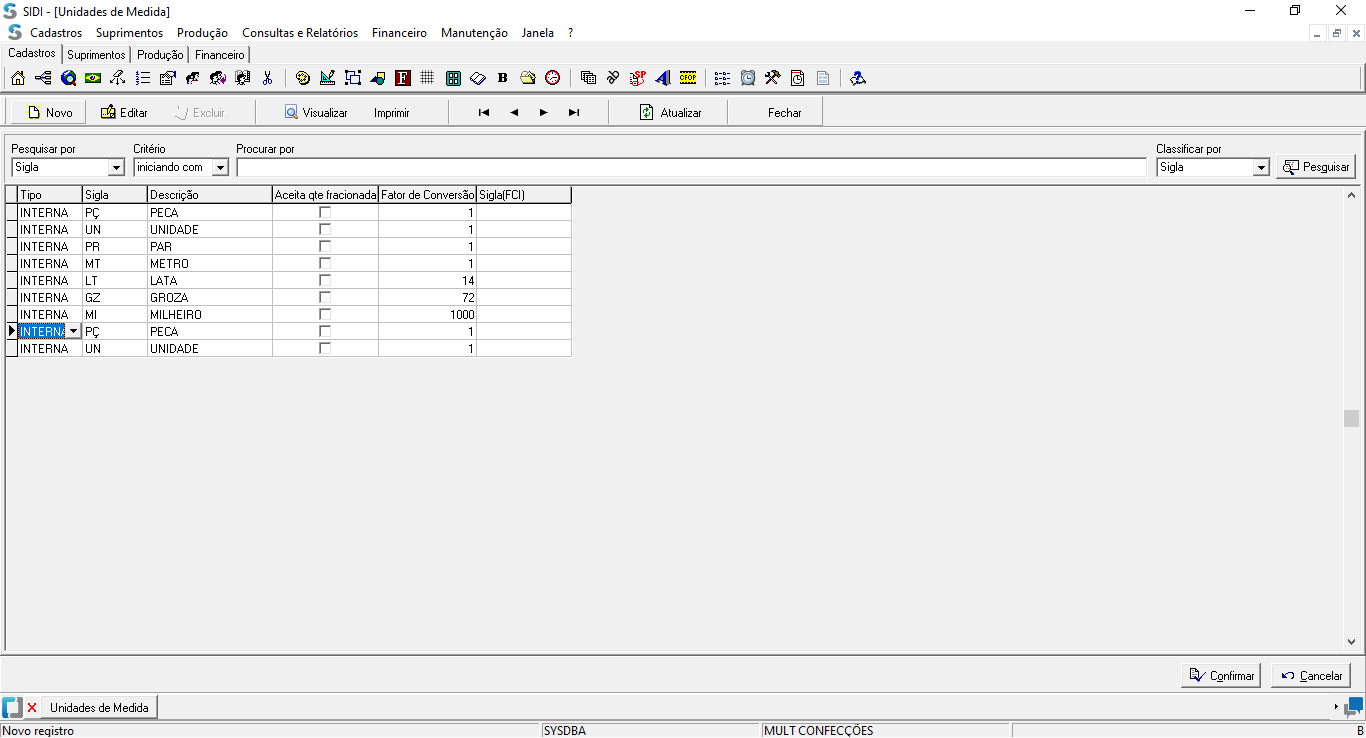 SIDI - [Unidades de Medida]
Cadastros Suprimentos Produção Consultas e Relatórios Financeiro Manutenção Janela ?
Cadastros Suprimentos Produção Financeiro
F B SP CFOP
Novo Editar Excluir Visualizar Imprimir Atualizar Fechar
Pesquisar por Critério Procurar por Classificar por
Sigla iniciando com Sigla Pesquisar
Tipo Sigla Descrição Aceita qte fracionada Fator de Conversão Sigla(FCI)
INTERNA PÇ PECA 1
INTERNA UN UNIDADE 1
INTERNA PR PAR 1
INTERNA MT METRO 1
INTERNA LT LATA 14
INTERNA GZ GROZA 72
INTERNA MI MILHEIRO 1000
INTERNA PÇ PECA 1
INTERNA UN UNIDADE 1
Confirmar Cancelar
Unidades de Medida
Novo registro SYSDBA MULT CONFECÇÕES B